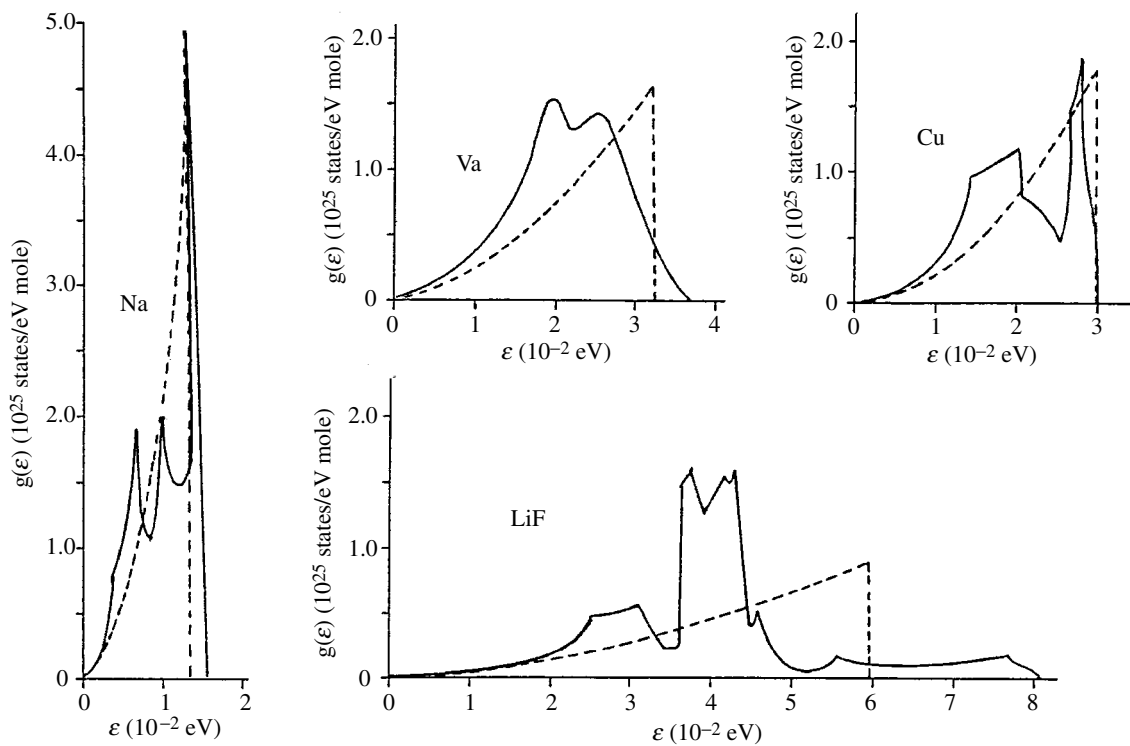 5.0
4.0
3.0
2.0
1.0
0
g(ε) (10²⁵ states/eV mole)
Na
0 1 2
ε (10⁻² eV)
2.0
1.0
0
g(ε) (10²⁵ states/eV mole)
Va
0 1 2 3 4
ε (10⁻² eV)
2.0
1.0
0
g(ε) (10²⁵ states/eV mole)
Cu
0 1 2 3
ε (10⁻² eV)
2.0
1.0
0
g(ε) (10²⁵ states/eV mole)
LiF
0 1 2 3 4 5 6 7 8
ε (10⁻² eV)